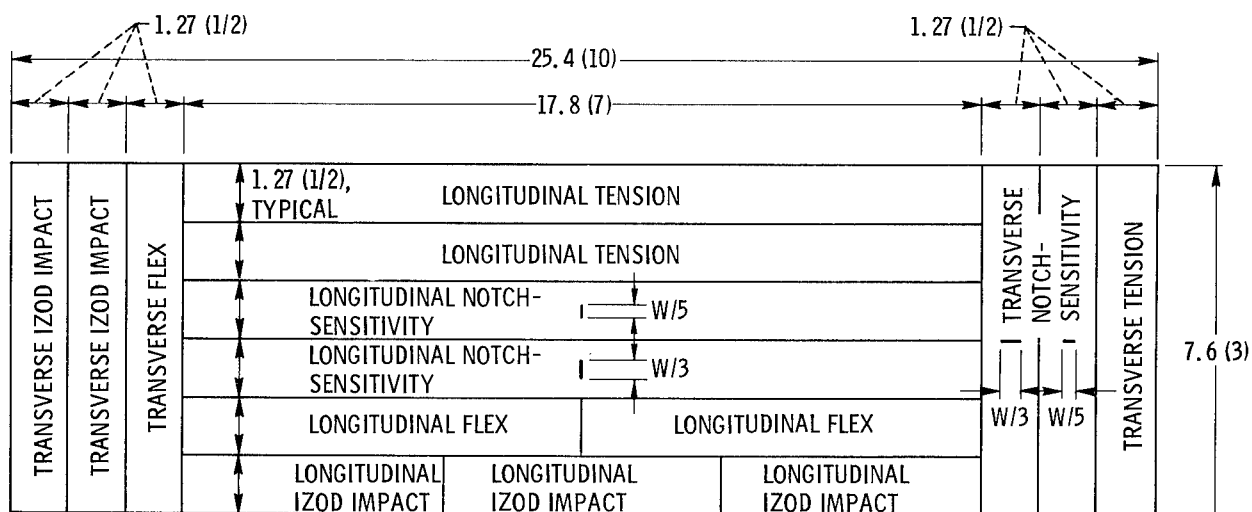 1.27 (1/2)
1.27 (1/2)
25.4 (10)
17.8 (7)
TRANSVERSE IZOD IMPACT
TRANSVERSE IZOD IMPACT
TRANSVERSE FLEX
1.27 (1/2),
TYPICAL
LONGITUDINAL TENSION
LONGITUDINAL TENSION
LONGITUDINAL NOTCH-
SENSITIVITY
W/5
LONGITUDINAL NOTCH-
SENSITIVITY
W/3
LONGITUDINAL FLEX
LONGITUDINAL FLEX
LONGITUDINAL
IZOD IMPACT
LONGITUDINAL
IZOD IMPACT
LONGITUDINAL
IZOD IMPACT
TRANSVERSE
NOTCH-
SENSITIVITY
W/3
W/5
TRANSVERSE TENSION
7.6 (3)